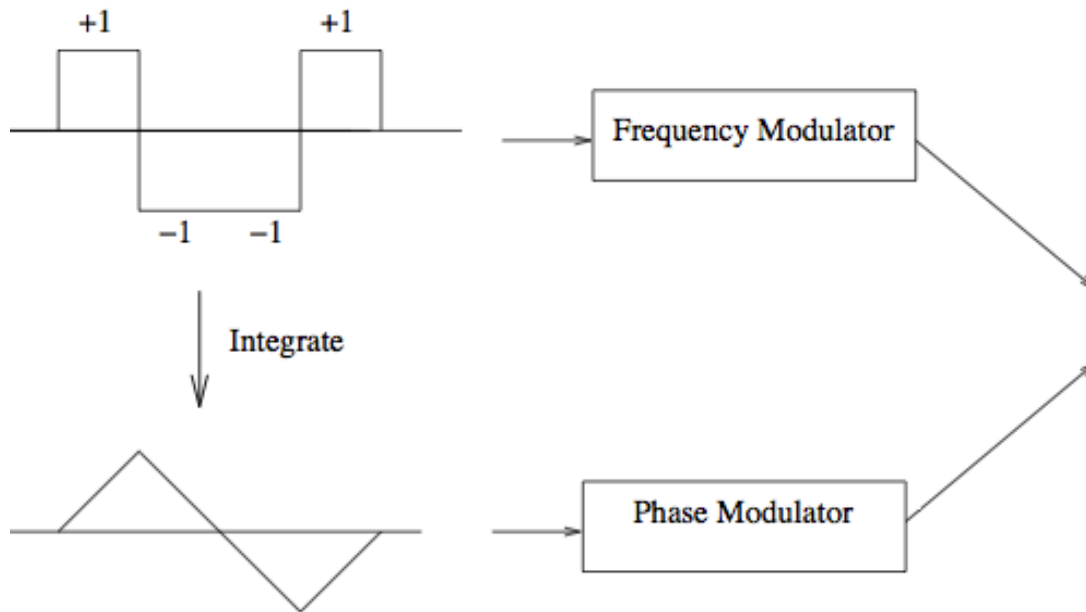 +1 +1
Frequency Modulator
−1 −1
Integrate
Phase Modulator